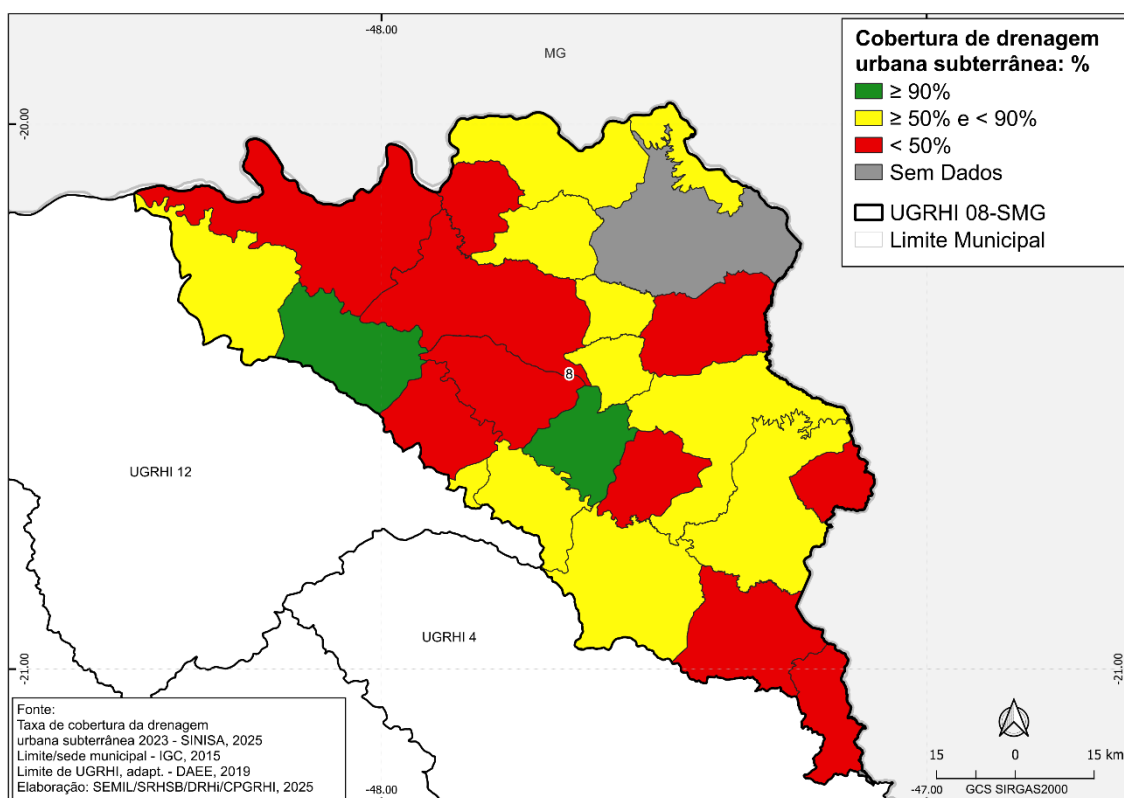 -48.00
MG
-20.00
Cobertura de drenagem
urbana subterrânea: %
≥ 90%
≥ 50% e < 90%
< 50%
Sem Dados
UGRHI 08-SMG
Limite Municipal
8
UGRHI 12
UGRHI 4
-21.00
-21.00
Fonte:
Taxa de cobertura da drenagem
urbana subterrânea 2023 - SINISA, 2025
Limite/sede municipal - IGC, 2015
Limite de UGRHI, adapt. - DAEE, 2019
Elaboração: SEMIL/SRHSB/DRHi/CPGRHI, 2025
-48.00
15 0 15 km
-47.00
GCS SIRGAS2000